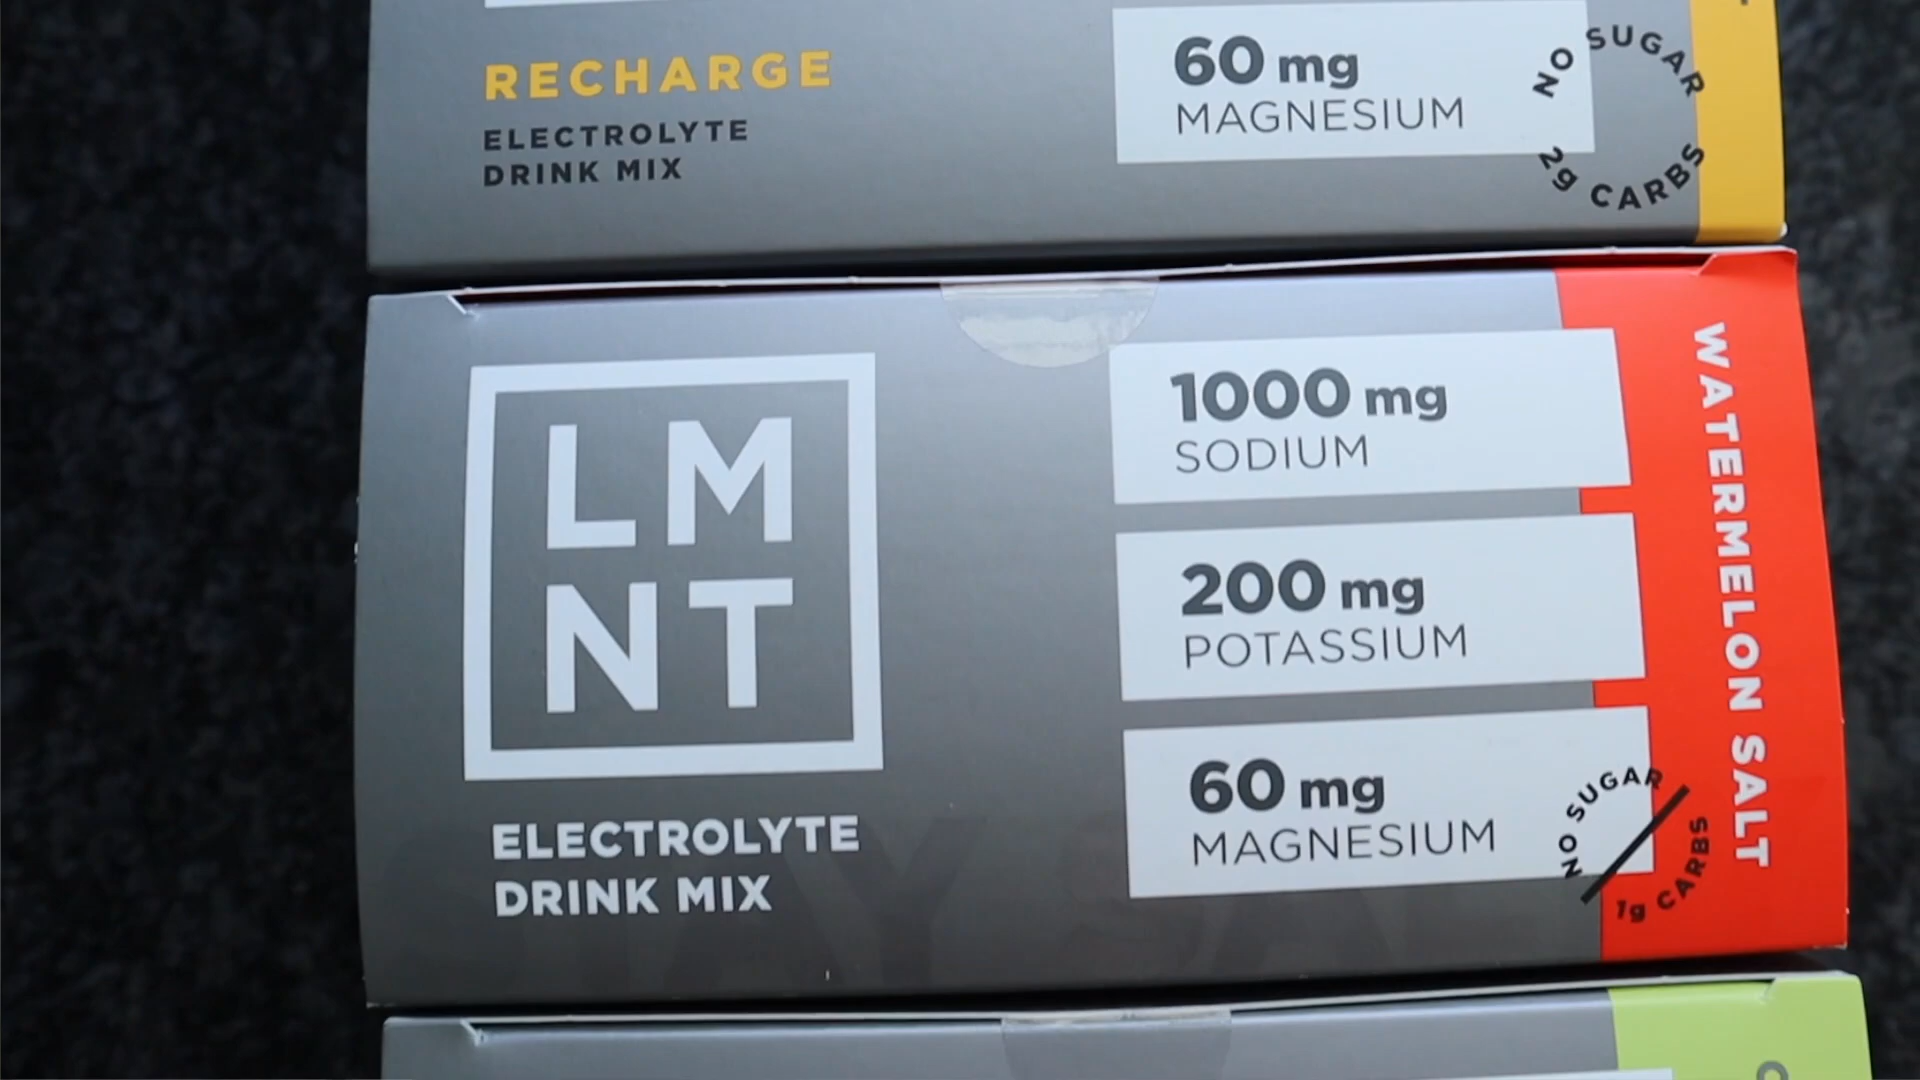 RECHARGE
ELECTROLYTE
DRINK MIX
60 mg
MAGNESIUM
NO SUGAR
2g CARBS
LM
NT
ELECTROLYTE
DRINK MIX
1000 mg
SODIUM
200 mg
POTASSIUM
60 mg
MAGNESIUM
NO SUGAR
1g CARBS
WATERMELON SALT